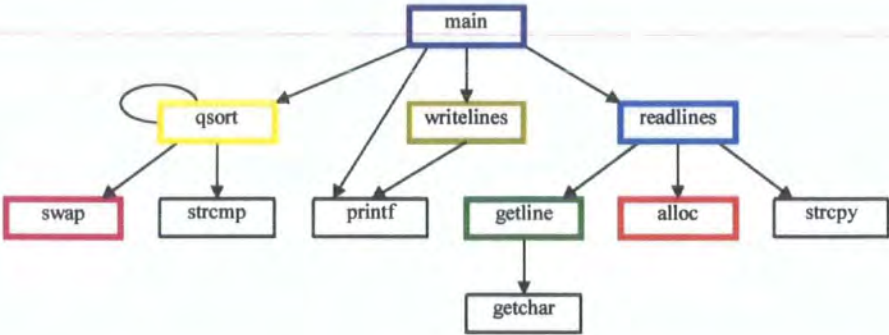 main
qsort
writelines
readlines
swap
strcmp
printf
getline
alloc
strcpy
getchar